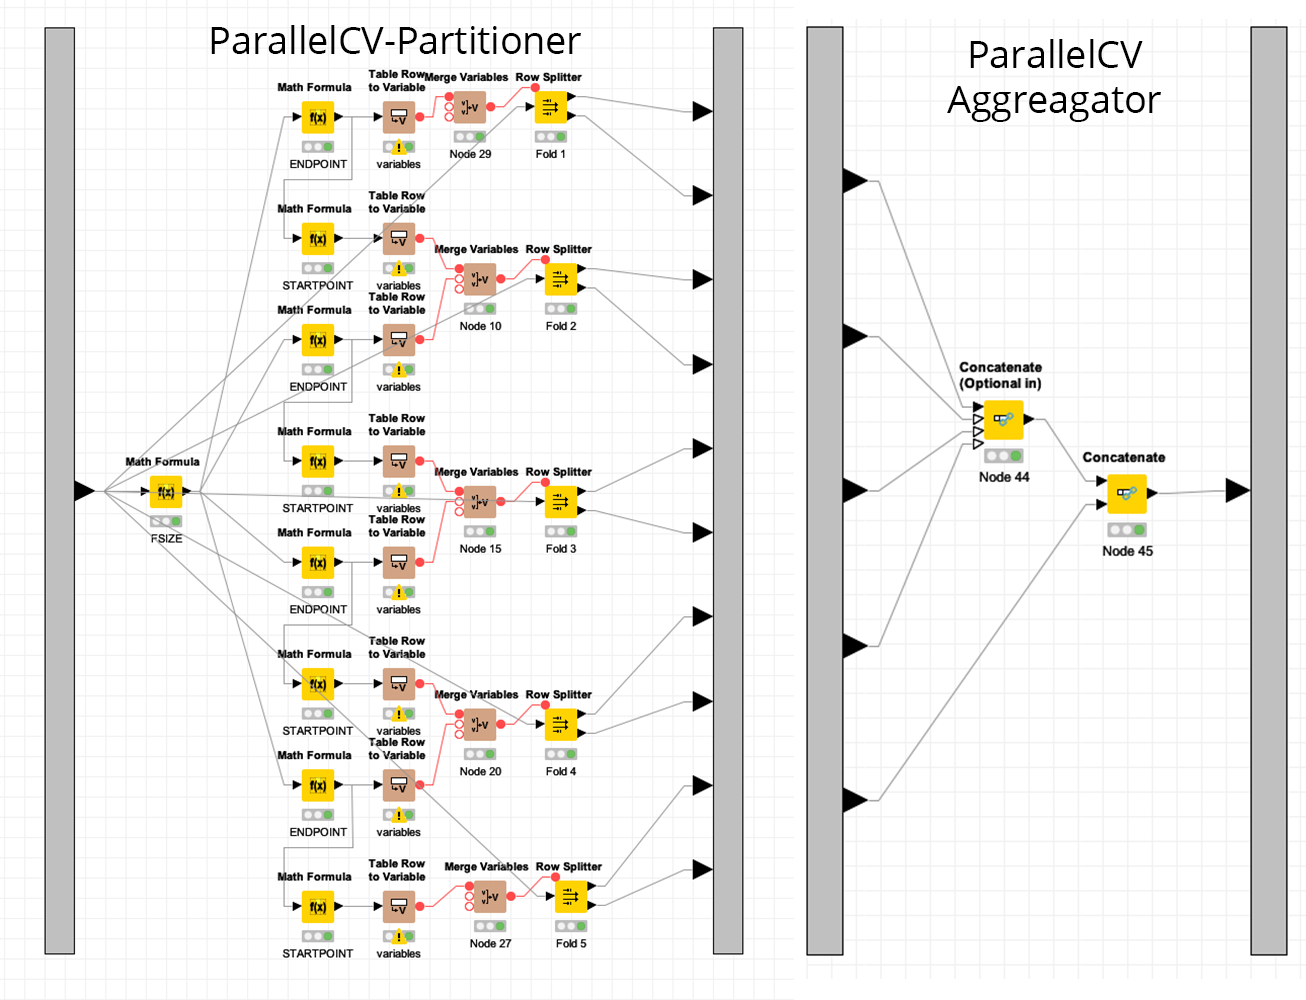 ParallelCV-Partitioner
Math Formula
Table Row
to Variable
Merge Variables
Row Splitter
ENDPOINT
variables
Node 29
Fold 1
Math Formula
Table Row
to Variable
Merge Variables
Row Splitter
STARTPOINT
variables
Node 10
Fold 2
Math Formula
Table Row
to Variable
ENDPOINT
variables
Math Formula
Table Row
to Variable
Merge Variables
Row Splitter
STARTPOINT
variables
Node 15
Fold 3
Math Formula
FSIZE
Math Formula
Table Row
to Variable
ENDPOINT
variables
Math Formula
Table Row
to Variable
Merge Variables
Row Splitter
STARTPOINT
variables
Node 20
Fold 4
Math Formula
Table Row
to Variable
ENDPOINT
variables
Math Formula
Table Row
to Variable
Merge Variables
Row Splitter
STARTPOINT
variables
Node 27
Fold 5
ParallelCV
Aggreagator
Concatenate
(Optional in)
Node 44
Concatenate
Node 45